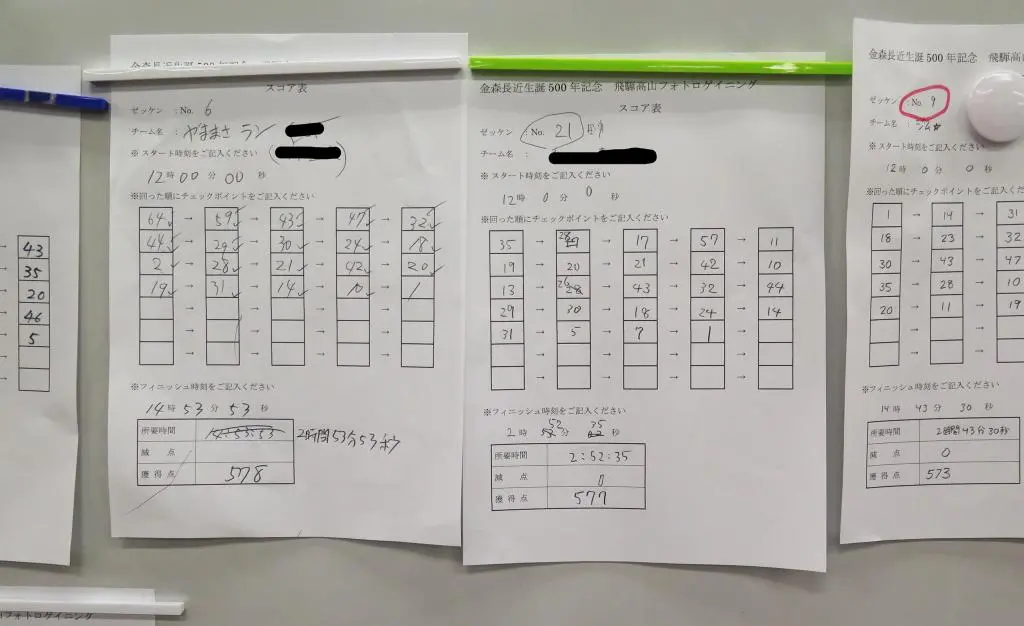 43
35
20
46
5
金森長近生誕500年記念
スコア表
ゼッケン :No. 6
チーム名 : やままさ ラン
※スタート時刻をご記入ください
12時 00分 00秒
※回った順にチェックポイントをご記入ください
64 → 59 → 43 → 47 → 32
44 → 29 → 30 → 24 → 18
2 → 28 → 21 → 42 → 20
19 → 31 → 14 → 10 → 1
※フィニッシュ時刻をご記入ください
14時 53分 53秒
所要時間 14:53:53 2時間53分53秒
減点
獲得点 578
金森長近生誕500年記念 飛騨高山フォトロゲイニング
スコア表
ゼッケン :No. 21
チーム名 :
※スタート時刻をご記入ください
12時 0分 0秒
※回った順にチェックポイントをご記入ください
35 → 28 → 17 → 57 → 11
19 → 20 → 21 → 42 → 10
13 → 26 → 43 → 32 → 44
29 → 30 → 18 → 24 → 14
31 → 5 → 7 → 1
※フィニッシュ時刻をご記入ください
2時 52分 35秒
所要時間 2:52:35
減点 0
獲得点 577
金森長近生誕500年記念 飛騨高山
ゼッケン :No. 9
チーム名 :
※スタート時刻をご記入ください
12時 0分 0秒
※回った順にチェックポイントをご記入
1 → 14 → 31
18 → 23 → 32
30 → 43 → 47
35 → 28 → 10
20 → 11 → 19
※フィニッシュ時刻をご記入ください
14時 43分 30秒
所要時間 2時間43分30秒
減点 0
獲得点 573
フォトロゲイニング